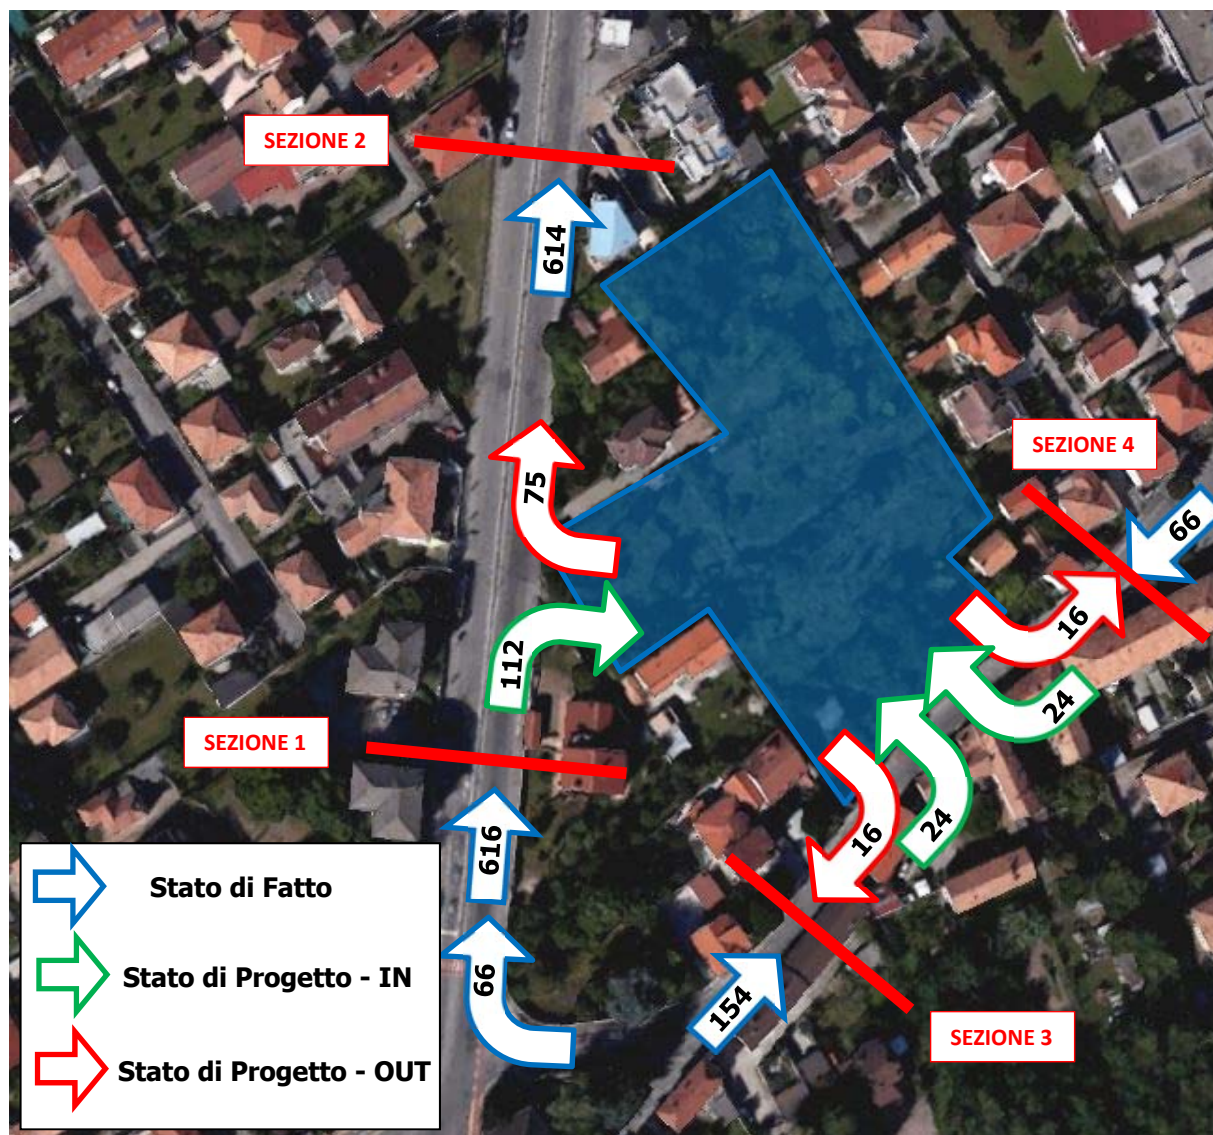 SEZIONE 2
614
SEZIONE 4
75
66
16
112
24
SEZIONE 1
616
16
24
Stato di Fatto
66
Stato di Progetto - IN
154
SEZIONE 3
Stato di Progetto - OUT